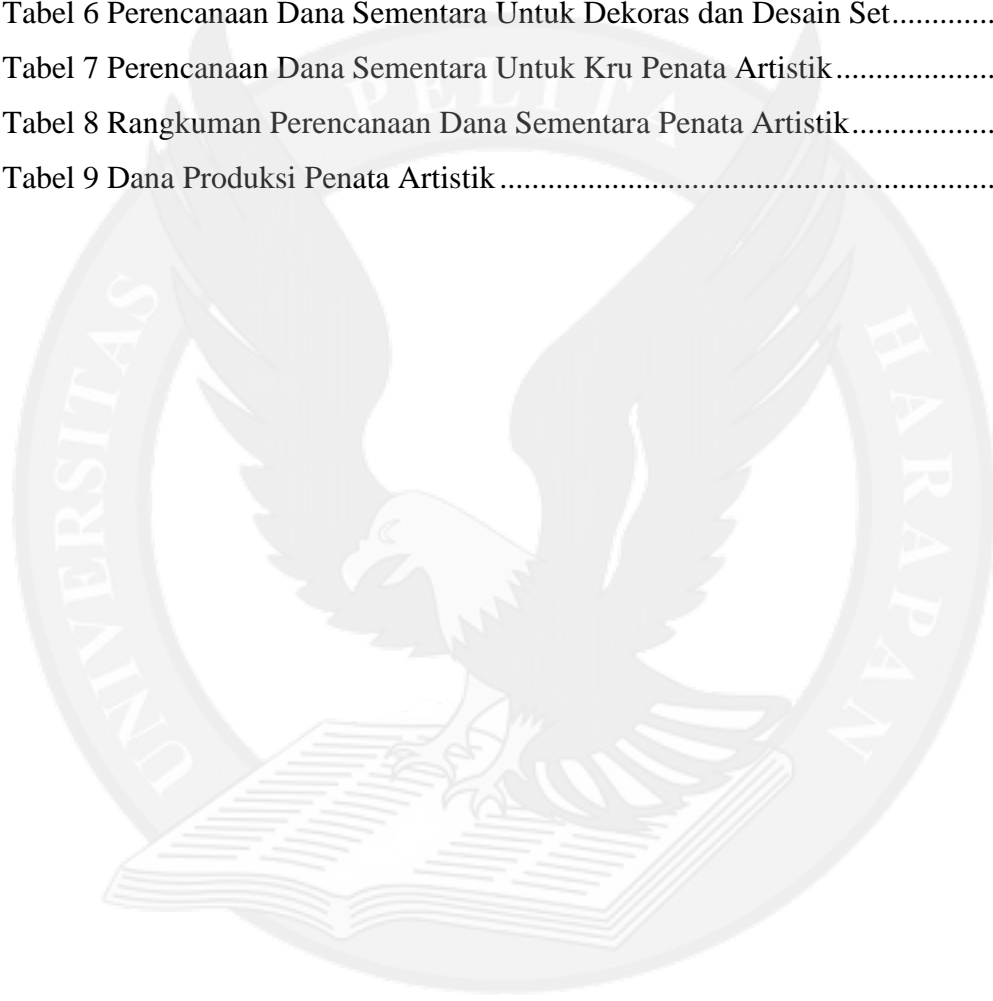 Tabel 6 Perencanaan Dana Sementara Untuk Dekoras dan Desain Set.............
Tabel 7 Perencanaan Dana Sementara Untuk Kru Penata Artistik....................
Tabel 8 Rangkuman Perencanaan Dana Sementara Penata Artistik..................
Tabel 9 Dana Produksi Penata Artistik..............................................................
UNIVERSITAS PELITA HARAPAN